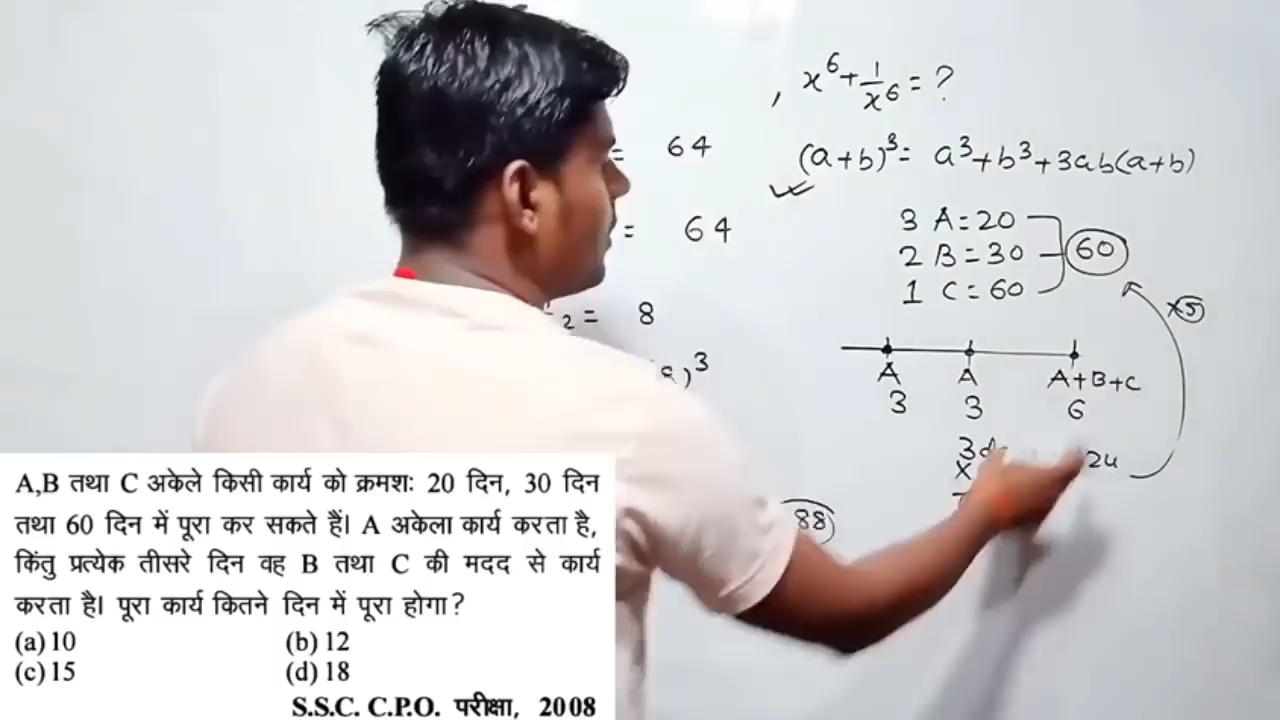 , x⁶+1/x⁶=?
= 64
(a+b)³= a³+b³+3ab(a+b)
= 64
3 A=20
2 B=30
1 C=60
60
2= 8
x5
)³
A A A+B+C
3 3 6
3
x
88
A,B तथा C अकेले किसी कार्य को क्रमशः 20 दिन, 30 दिन
तथा 60 दिन में पूरा कर सकते हैं। A अकेला कार्य करता है,
किंतु प्रत्येक तीसरे दिन वह B तथा C की मदद से कार्य
करता है। पूरा कार्य कितने दिन में पूरा होगा?
(a) 10 (b) 12
(c) 15 (d) 18
S.S.C. C.P.O. परीक्षा, 2008